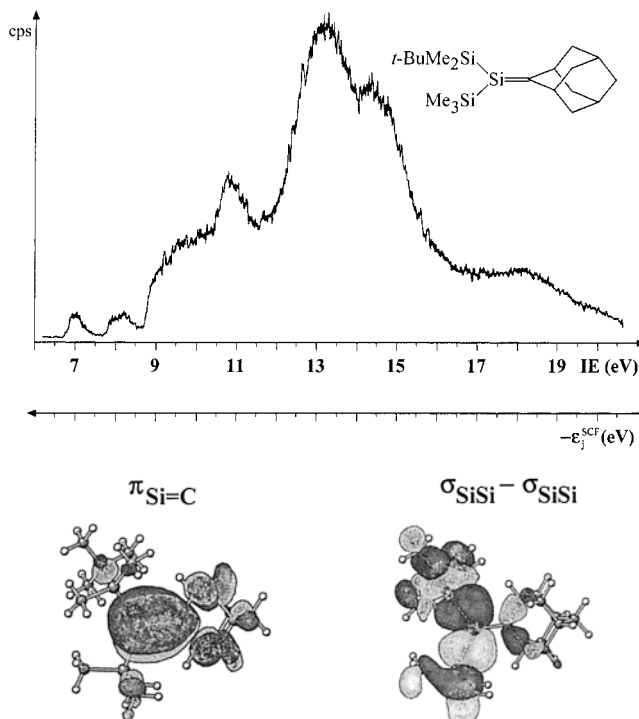 cps
t-BuMe₂Si
Si
Me₃Si
7 9 11 13 15 17 19 IE (eV)
−εⱼˢᶜᶠ(eV)
πSi=C
σSiSi − σSiSi